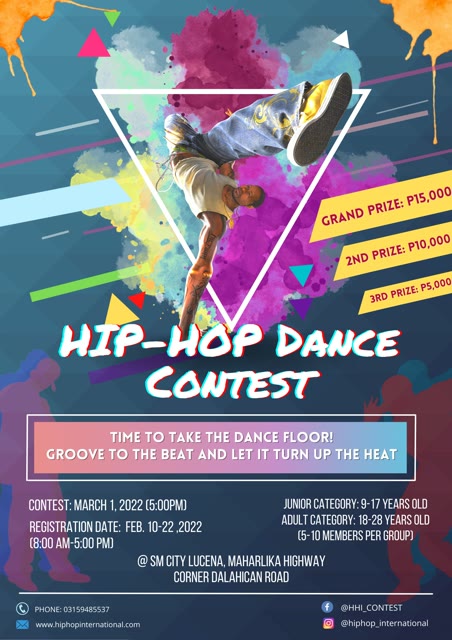 GRAND PRIZE: P15,000
2ND PRIZE: P10,000
3RD PRIZE: P5,000
HIP-HOP DANCE
CONTEST
TIME TO TAKE THE DANCE FLOOR!
GROOVE TO THE BEAT AND LET IT TURN UP THE HEAT
CONTEST: MARCH 1, 2022 (5:00PM)
REGISTRATION DATE: FEB. 10-22 ,2022
(8:00 AM-5:00 PM)
JUNIOR CATEGORY: 9-17 YEARS OLD
ADULT CATEGORY: 18-28 YEARS OLD
(5-10 MEMBERS PER GROUP)
@ SM CITY LUCENA, MAHARLIKA HIGHWAY
CORNER DALAHICAN ROAD
PHONE: 03159485537
www.hiphopinternational.com
@HHI_CONTEST
@hiphop_international